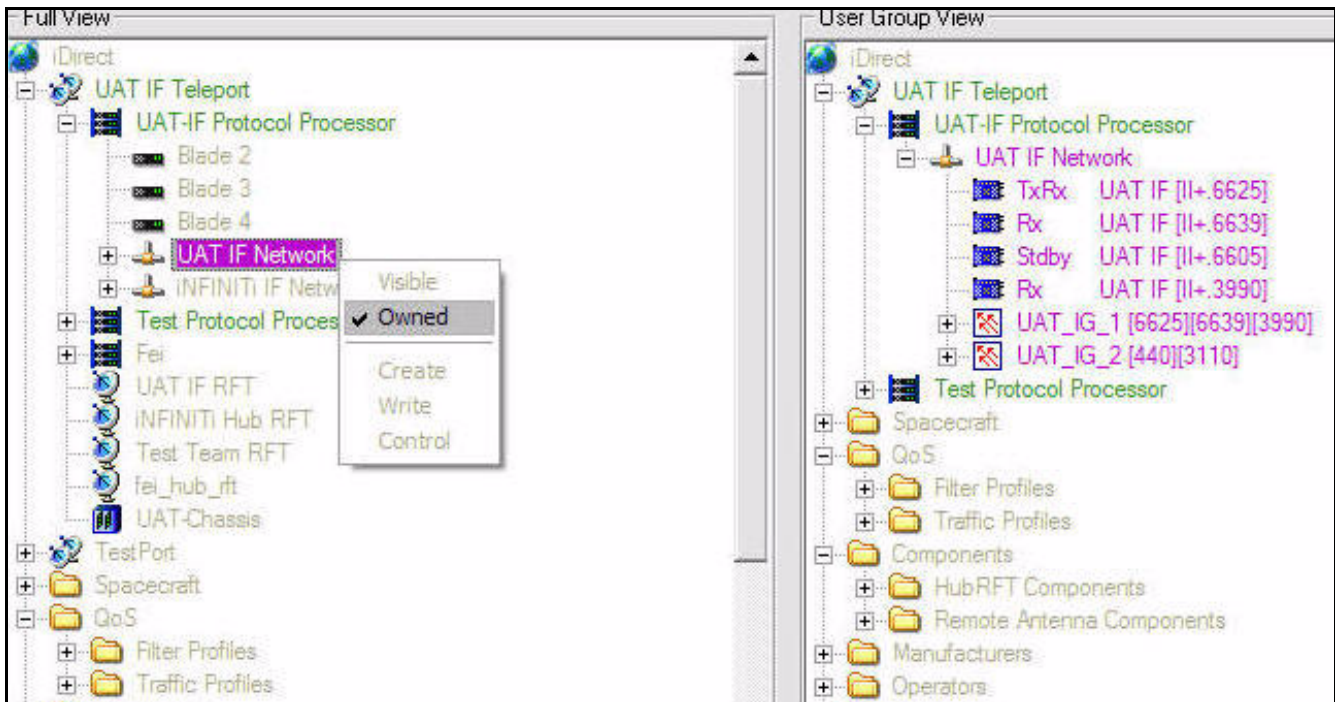 Full View
iDirect
UAT IF Teleport
UAT-IF Protocol Processor
Blade 2
Blade 3
Blade 4
UAT IF Network
iNFINITi IF Netw
Test Protocol Proces
Fei
UAT IF RFT
iNFINITi Hub RFT
Test Team RFT
fei_hub_rft
UAT-Chassis
TestPort
Spacecraft
QoS
Filter Profiles
Traffic Profiles
Visible
Owned
Create
Write
Control
User Group View
iDirect
UAT IF Teleport
UAT-IF Protocol Processor
UAT IF Network
TxRx UAT IF [II+.6625]
Rx UAT IF [II+.6639]
Stdby UAT IF [II+.6605]
Rx UAT IF [II+.3990]
UAT_IG_1 [6625][6639][3990]
UAT_IG_2 [440][3110]
Test Protocol Processor
Spacecraft
QoS
Filter Profiles
Traffic Profiles
Components
HubRFT Components
Remote Antenna Components
Manufacturers
Operators